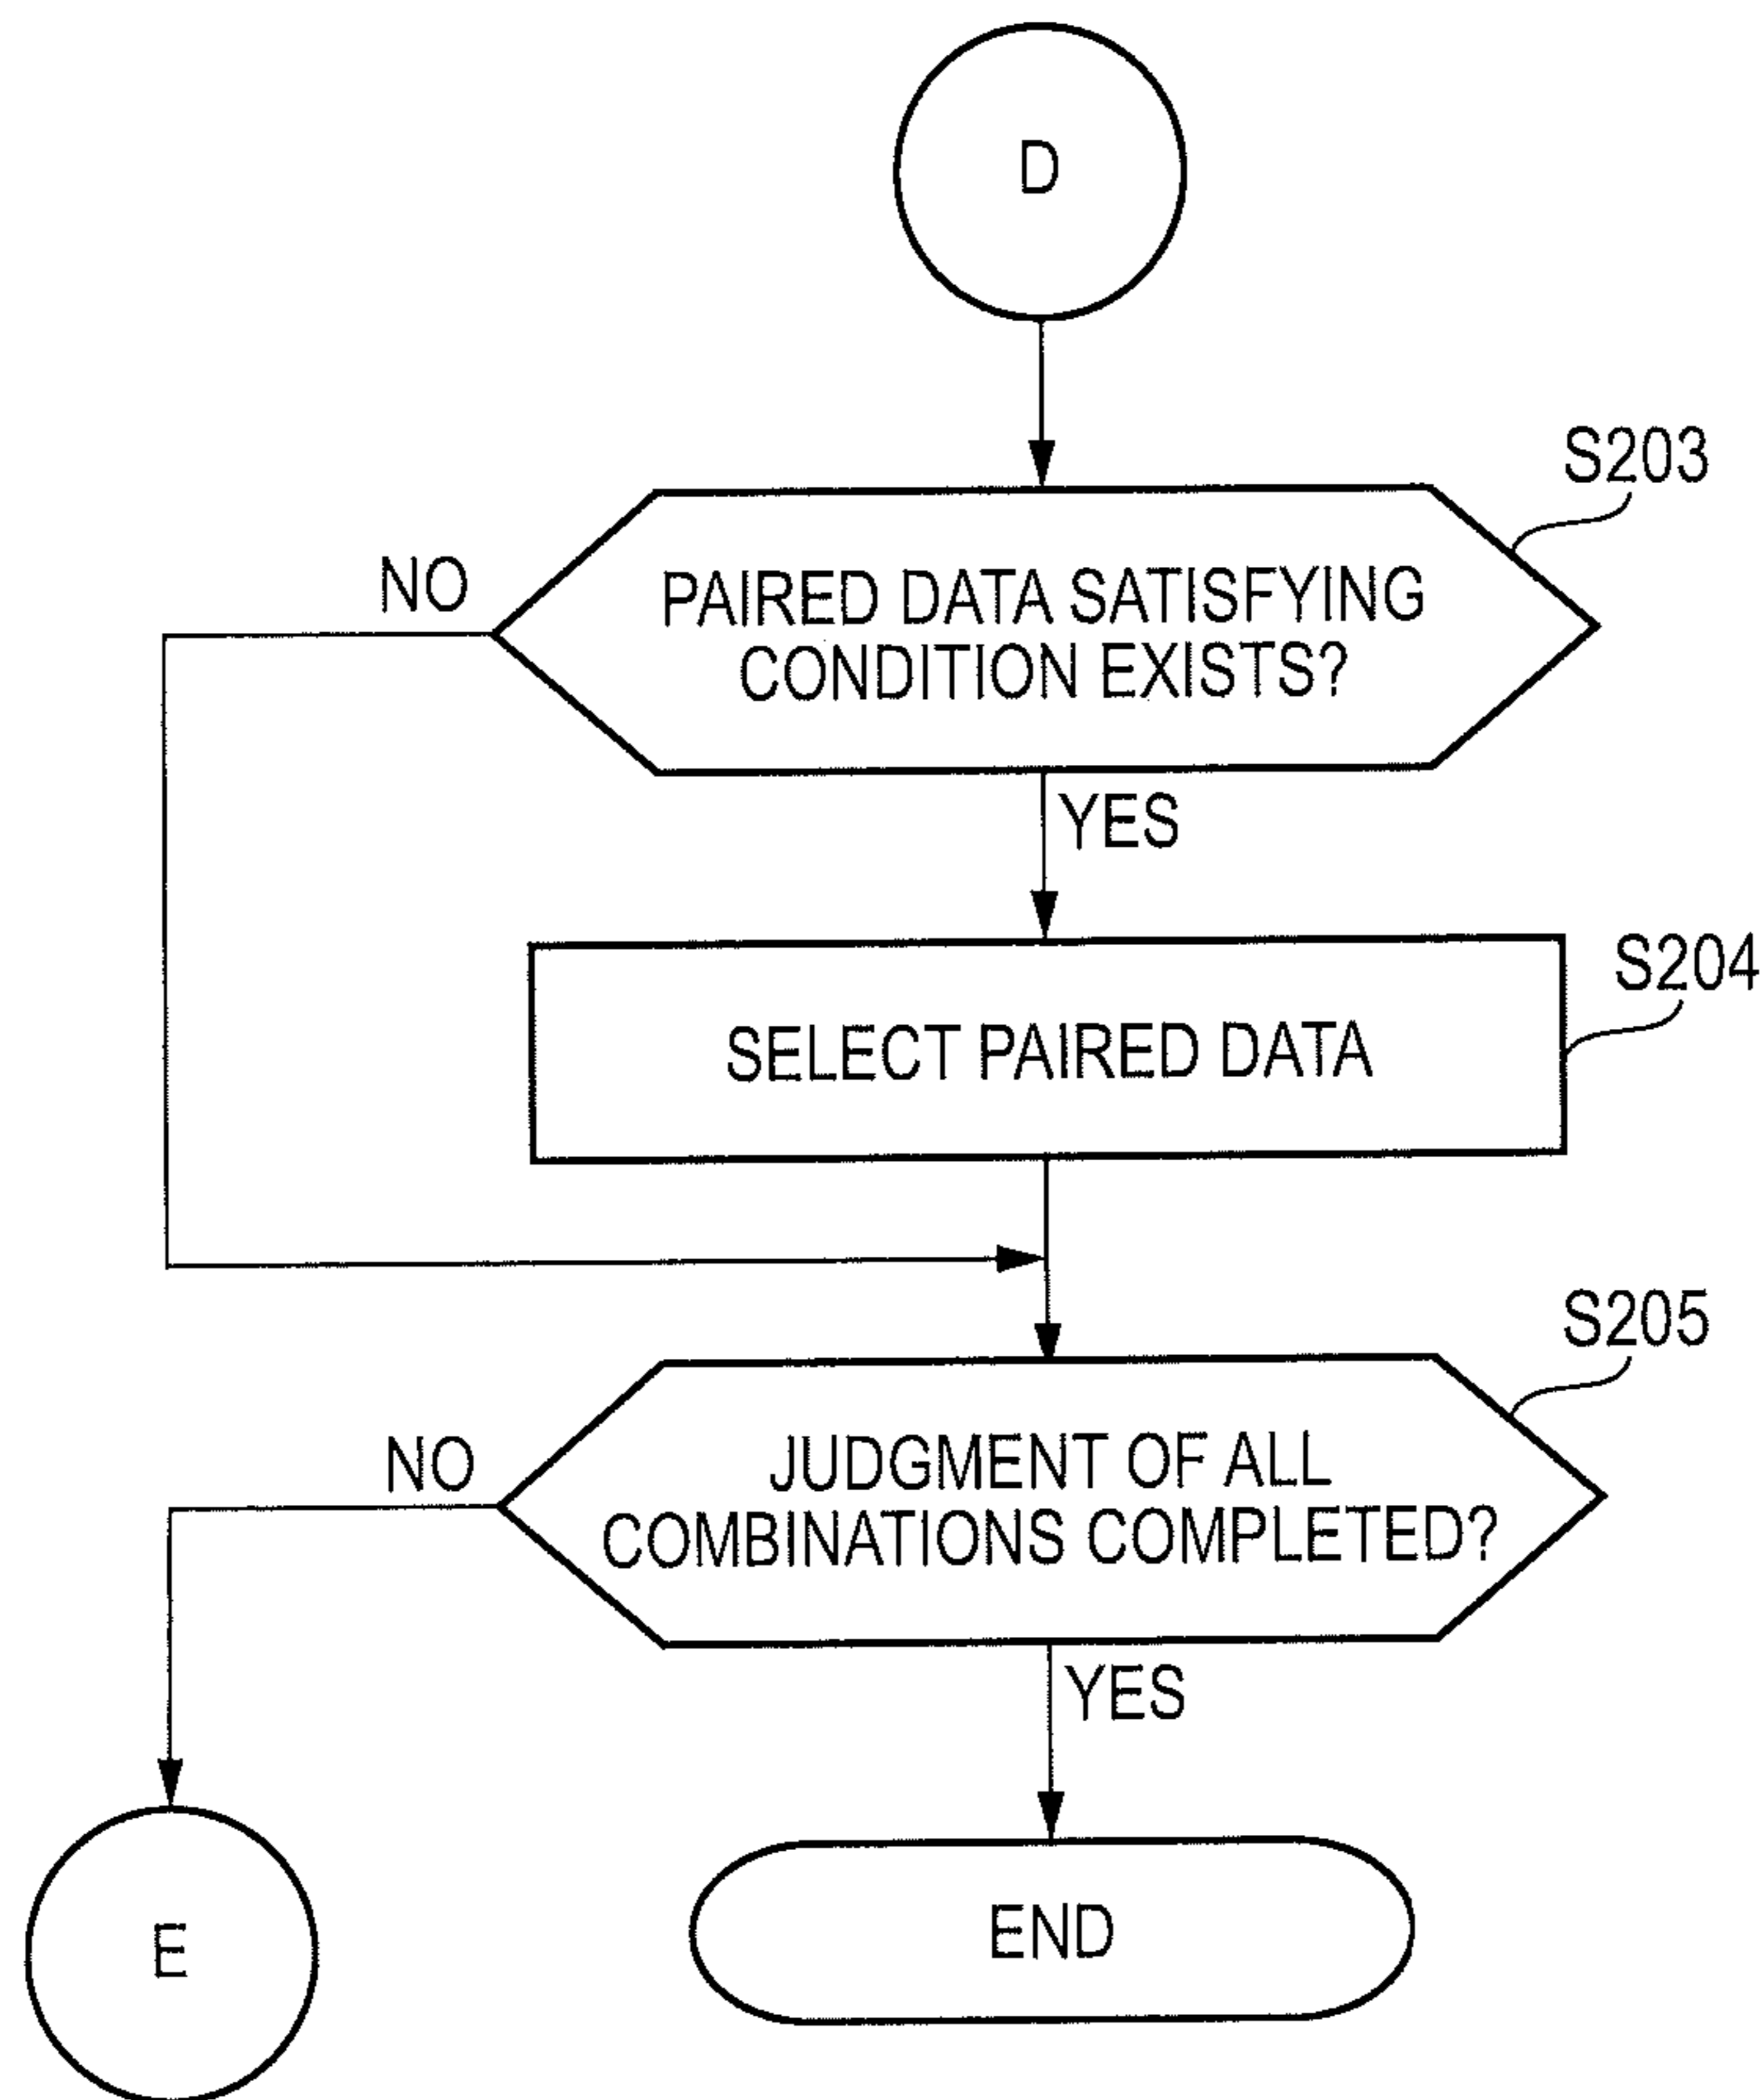 D
S203
NO
PAIRED DATA SATISFYING
CONDITION EXISTS?
YES
S204
SELECT PAIRED DATA
S205
NO
JUDGMENT OF ALL
COMBINATIONS COMPLETED?
YES
E
END